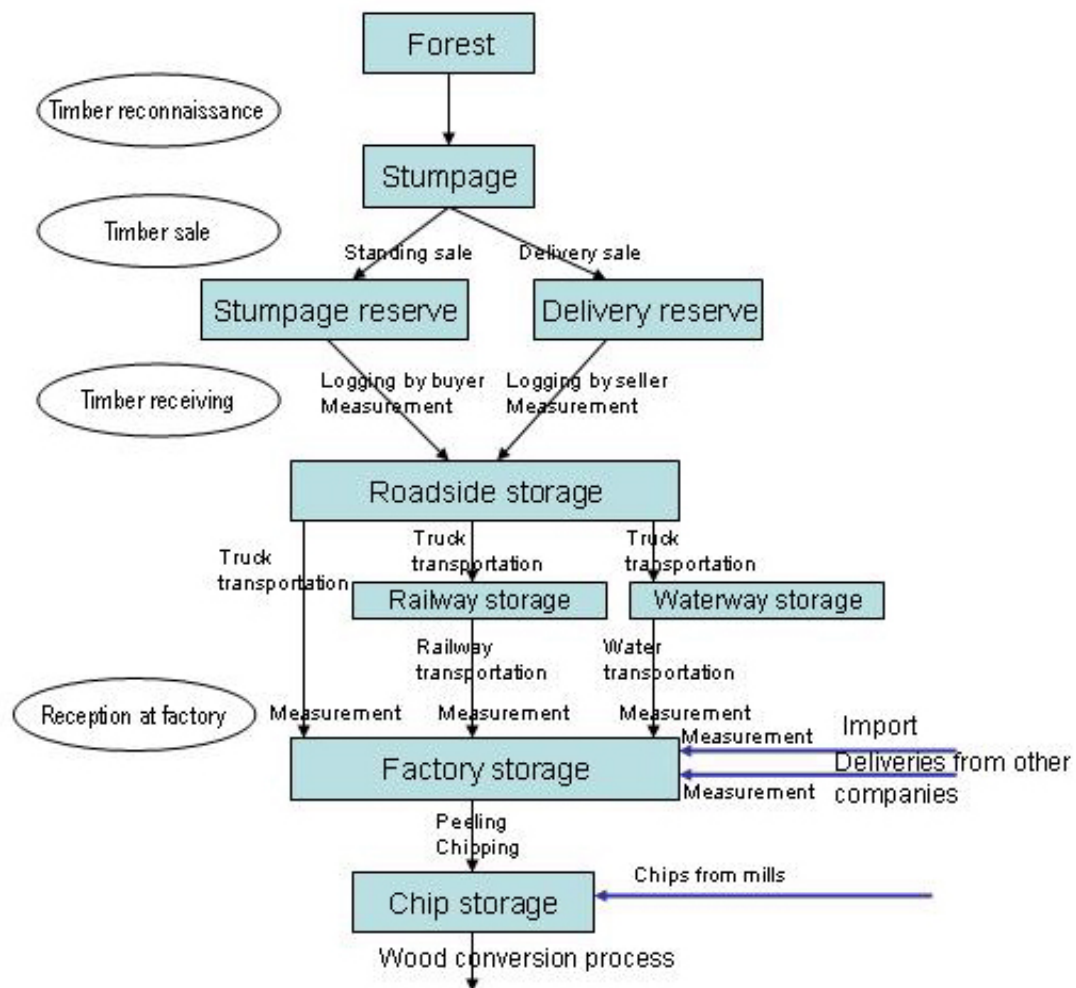 Forest
Timber reconnaissance
Stumpage
Timber sale
Standing sale
Delivery sale
Stumpage reserve
Delivery reserve
Timber receiving
Logging by buyer
Measurement
Logging by seller
Measurement
Roadside storage
Truck
transportation
Truck
transportation
Truck
transportation
Railway storage
Waterway storage
Railway
transportation
Water
transportation
Reception at factory
Measurement
Measurement
Measurement
Measurement
Import
Factory storage
Deliveries from other
companies
Measurement
Peeling
Chipping
Chips from mills
Chip storage
Wood conversion process